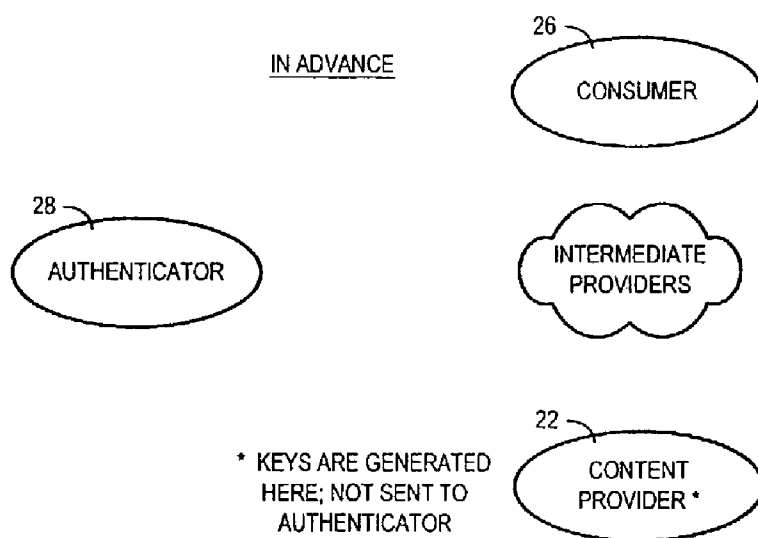 26
IN ADVANCE
CONSUMER
28
AUTHENTICATOR
INTERMEDIATE
PROVIDERS
22
* KEYS ARE GENERATED
HERE; NOT SENT TO
AUTHENTICATOR
CONTENT
PROVIDER *